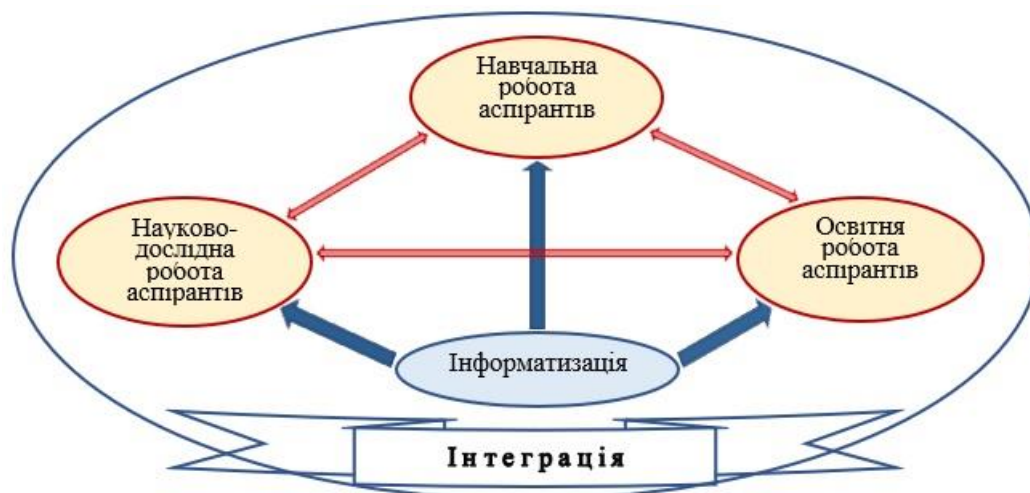 Навчальна
робота
аспірантів
Науково-
дослідна
робота
аспірантів
Освітня
робота
аспірантів
Інформатизація
Інтеграція